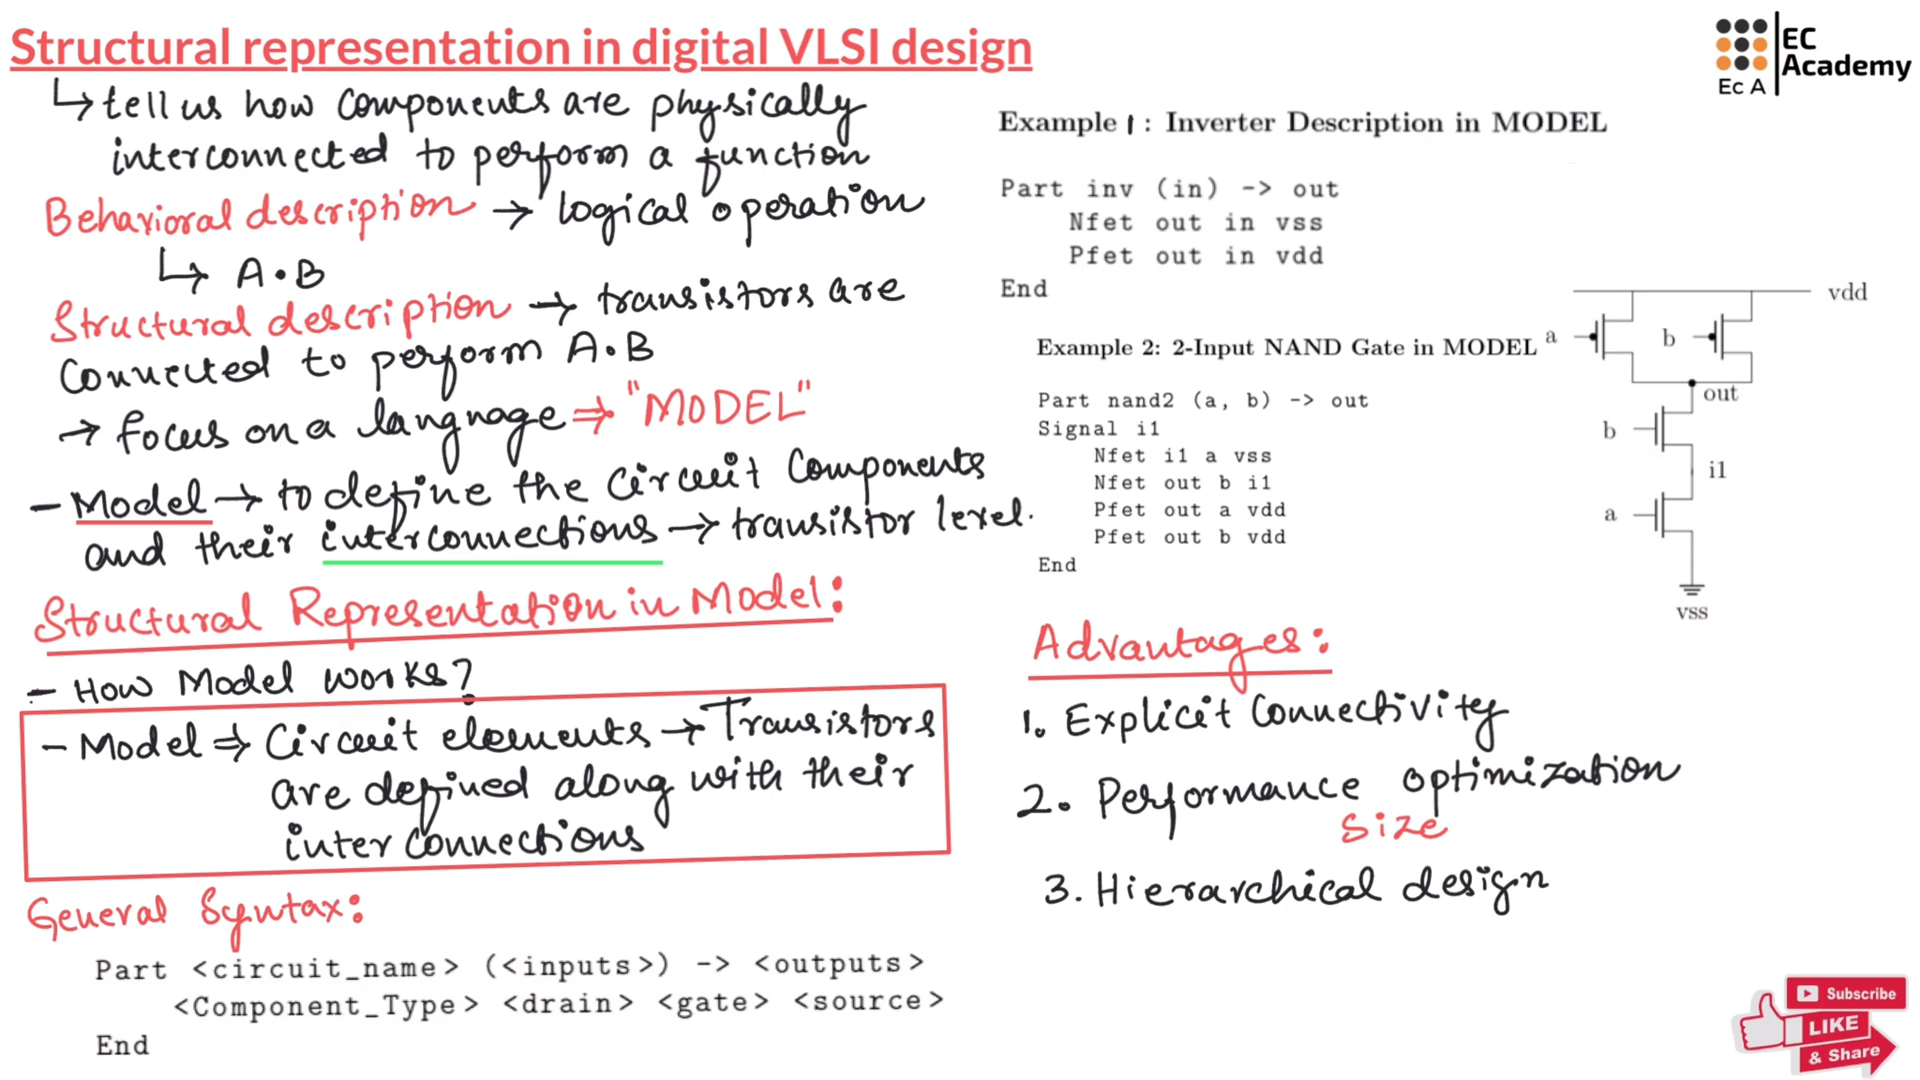 Structural representation in digital VLSI design
↳ tell us how components are physically
interconnected to perform a function
Behavioral description → logical operation
↳ A.B
Structural description → transistors are
connected to perform A.B
→ focus on a language ⇒ "MODEL"
- Model → to define the circuit components
and their interconnections → transistor level.
Structural Representation in Model:
- How Model works?
- Model ⇒ Circuit elements → Transistors
are defined along with their
interconnections
General Syntax:
Part <circuit_name> (<inputs>) -> <outputs>
<Component_Type> <drain> <gate> <source>
End
EC
Academy
Ec A
Example 1: Inverter Description in MODEL
Part inv (in) -> out
Nfet out in vss
Pfet out in vdd
End
Example 2: 2-Input NAND Gate in MODEL
Part nand2 (a, b) -> out
Signal i1
Nfet i1 a vss
Nfet out b i1
Pfet out a vdd
Pfet out b vdd
End
vdd
a
b
out
b
i1
a
vss
Advantages:
1. Explicit Connectivity
2. Performance optimization
Size
3. Hierarchical design
Subscribe
LIKE
& Share